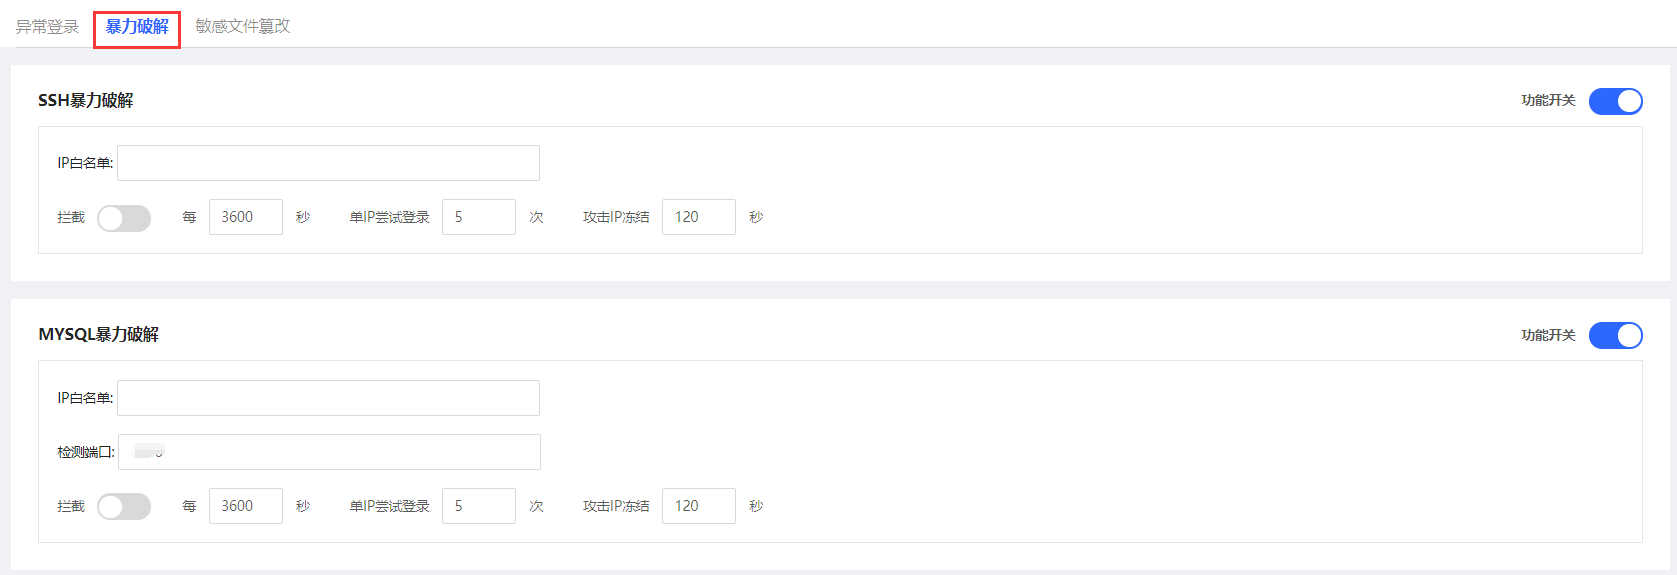 异常登录 暴力破解 敏感文件篡改
SSH暴力破解 功能开关
IP白名单:
拦截 每 3600 秒 单IP尝试登录 5 次 攻击IP冻结 120 秒
MYSQL暴力破解 功能开关
IP白名单:
检测端口:
拦截 每 3600 秒 单IP尝试登录 5 次 攻击IP冻结 120 秒